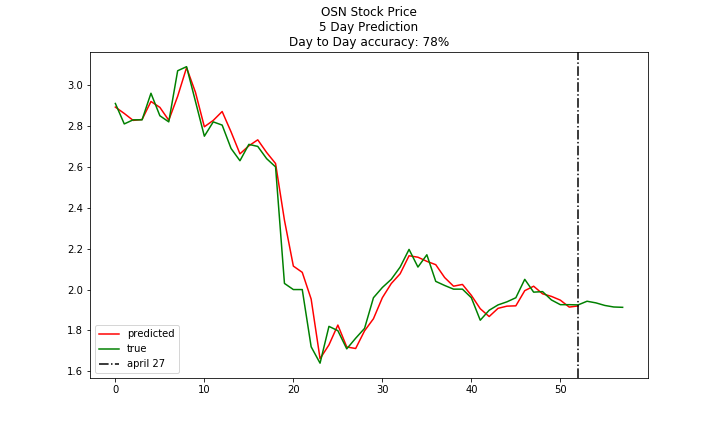 OSN Stock Price
5 Day Prediction
Day to Day accuracy: 78%
3.0
2.8
2.6
2.4
2.2
2.0
1.8
1.6
predicted
true
april 27
0 10 20 30 40 50